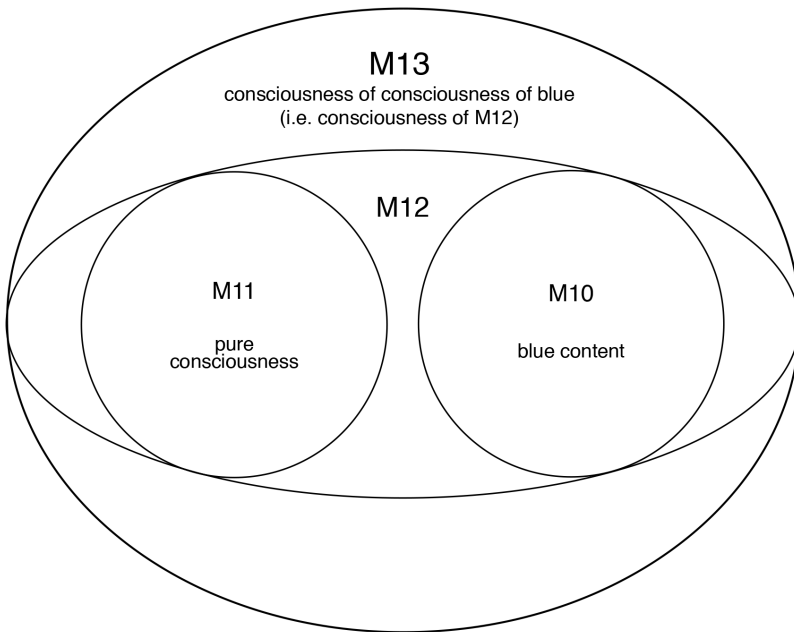 M13
consciousness of consciousness of blue
(i.e. consciousness of M12)
M12
M11
pure
consciousness
M10
blue content